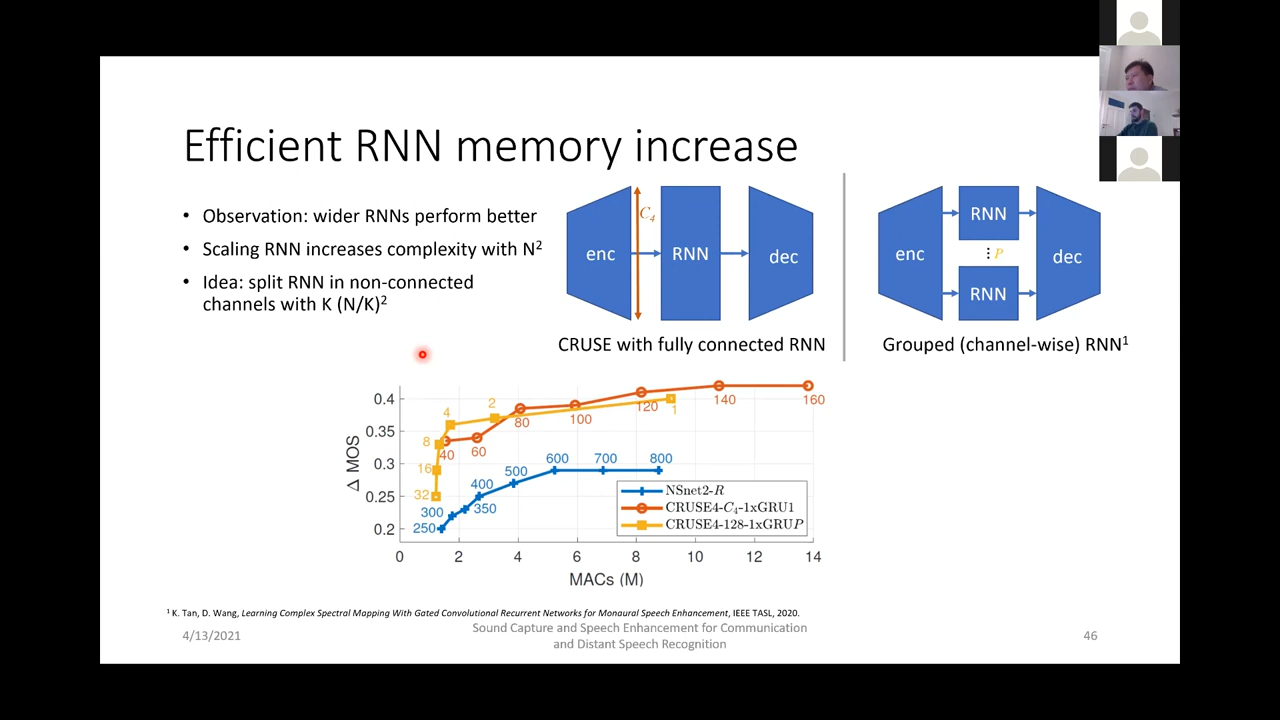 Efficient RNN memory increase
• Observation: wider RNNs perform better
• Scaling RNN increases complexity with N²
• Idea: split RNN in non-connected
channels with K (N/K)²
enc
C₄
RNN
dec
CRUSE with fully connected RNN
enc
RNN
⋮ P
RNN
dec
Grouped (channel-wise) RNN¹
Δ MOS
0.4
0.35
0.3
0.25
0.2
0 2 4 6 8 10 12 14
MACs (M)
32
16
8
4
2
1
40
60
80
100
120
140
160
250
300
350
400
500
600
700
800
NSnet2-R
CRUSE4-C₄-1xGRU1
CRUSE4-128-1xGRUP
¹ K. Tan, D. Wang, Learning Complex Spectral Mapping With Gated Convolutional Recurrent Networks for Monaural Speech Enhancement, IEEE TASL, 2020.
4/13/2021
Sound Capture and Speech Enhancement for Communication
and Distant Speech Recognition
46